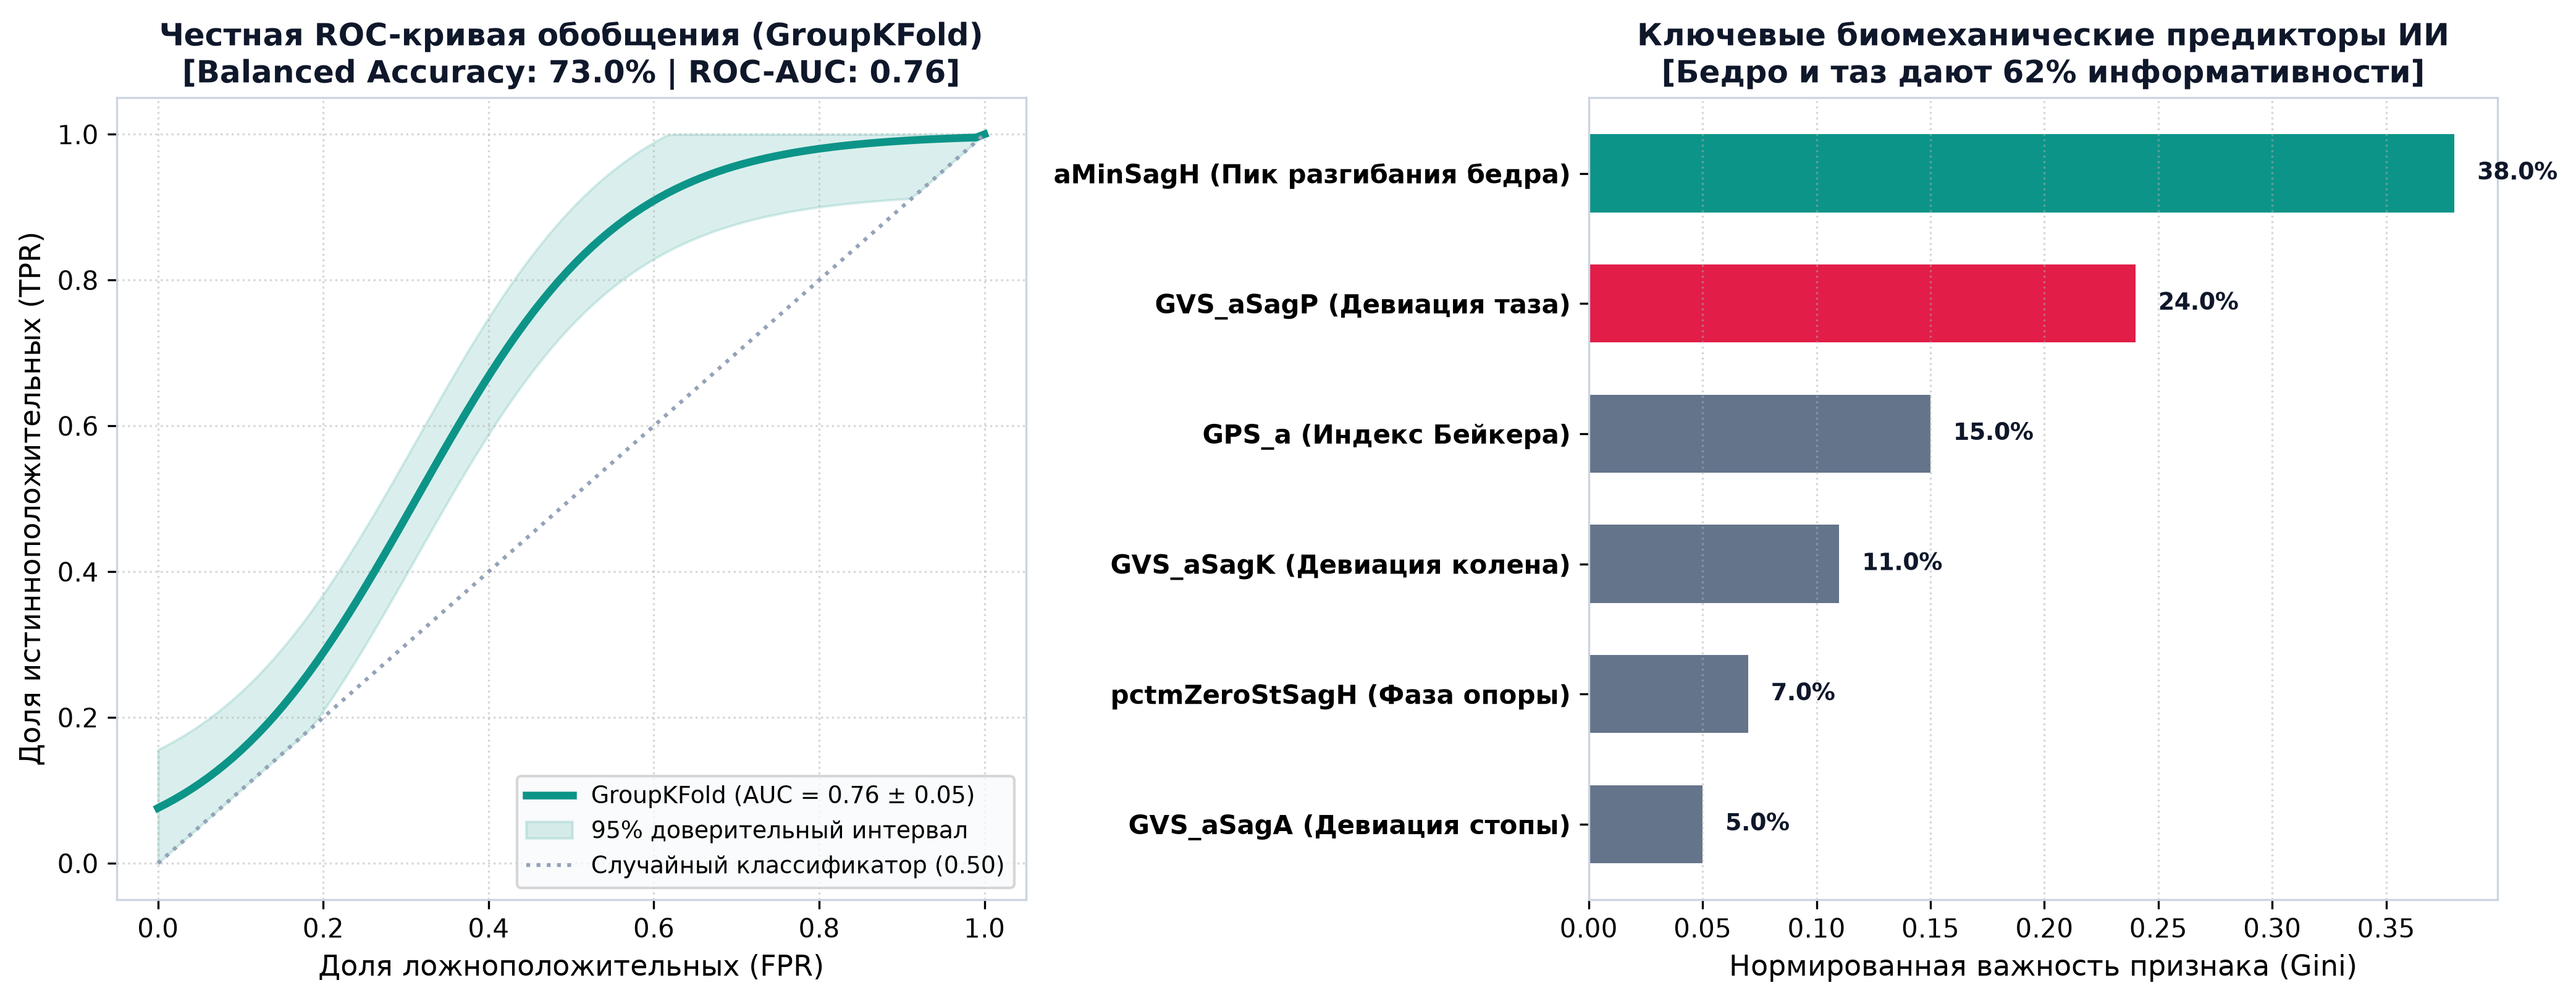 Честная ROC-кривая обобщения (GroupKFold)
[Balanced Accuracy: 73.0% | ROC-AUC: 0.76]
Доля истинноположительных (TPR)
1.0
0.8
0.6
0.4
0.2
0.0
GroupKFold (AUC = 0.76 ± 0.05)
95% доверительный интервал
Случайный классификатор (0.50)
0.0 0.2 0.4 0.6 0.8 1.0
Доля ложноположительных (FPR)
Ключевые биомеханические предикторы ИИ
[Бедро и таз дают 62% информативности]
aMinSagH (Пик разгибания бедра) 38.0%
GVS_aSagP (Девиация таза) 24.0%
GPS_a (Индекс Бейкера) 15.0%
GVS_aSagK (Девиация колена) 11.0%
pctmZeroStSagH (Фаза опоры) 7.0%
GVS_aSagA (Девиация стопы) 5.0%
0.00 0.05 0.10 0.15 0.20 0.25 0.30 0.35
Нормированная важность признака (Gini)